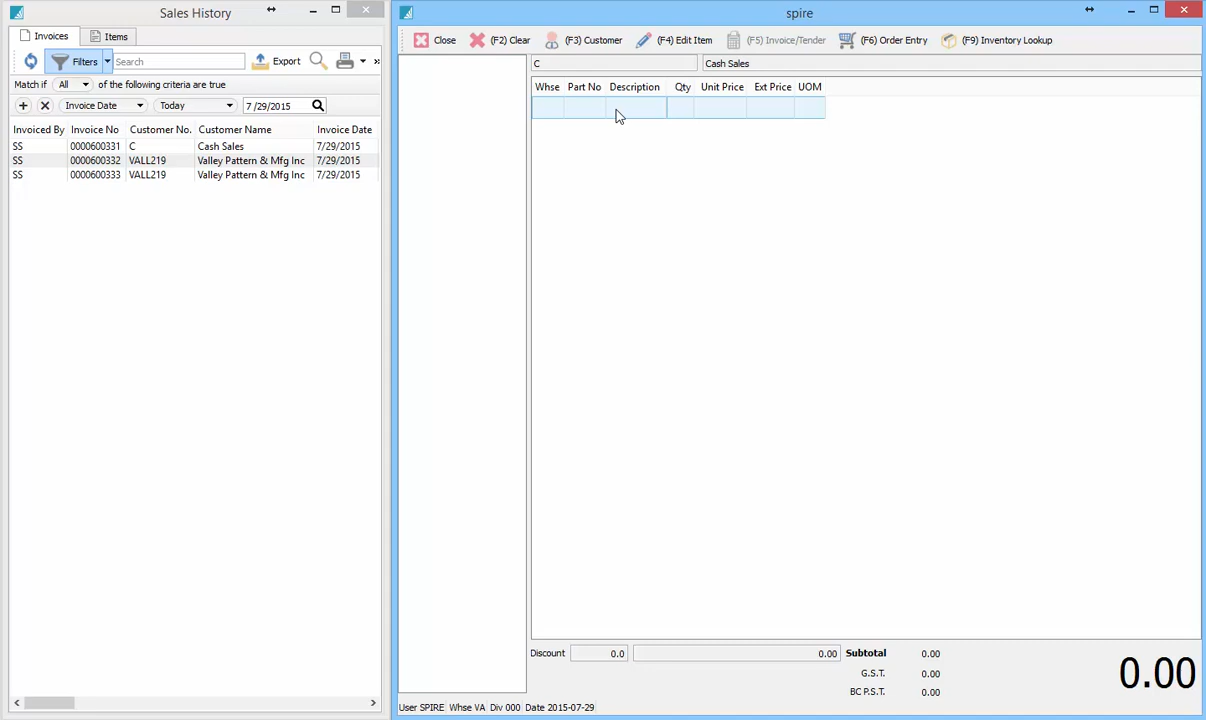 Sales History
Invoices Items
Filters Search Export »
Match if All of the following criteria are true
Invoice Date Today 7 /29/2015
Invoiced By Invoice No Customer No. Customer Name Invoice Date
SS 0000600331 C Cash Sales 7/29/2015
SS 0000600332 VALL219 Valley Pattern & Mfg Inc 7/29/2015
SS 0000600333 VALL219 Valley Pattern & Mfg Inc 7/29/2015
spire
Close (F2) Clear (F3) Customer (F4) Edit Item (F5) Invoice/Tender (F6) Order Entry (F9) Inventory Lookup
C Cash Sales
Whse Part No Description Qty Unit Price Ext Price UOM
Discount 0.0 0.00 Subtotal 0.00
G.S.T. 0.00
BC P.S.T. 0.00
0.00
User SPIRE Whse VA Div 000 Date 2015-07-29